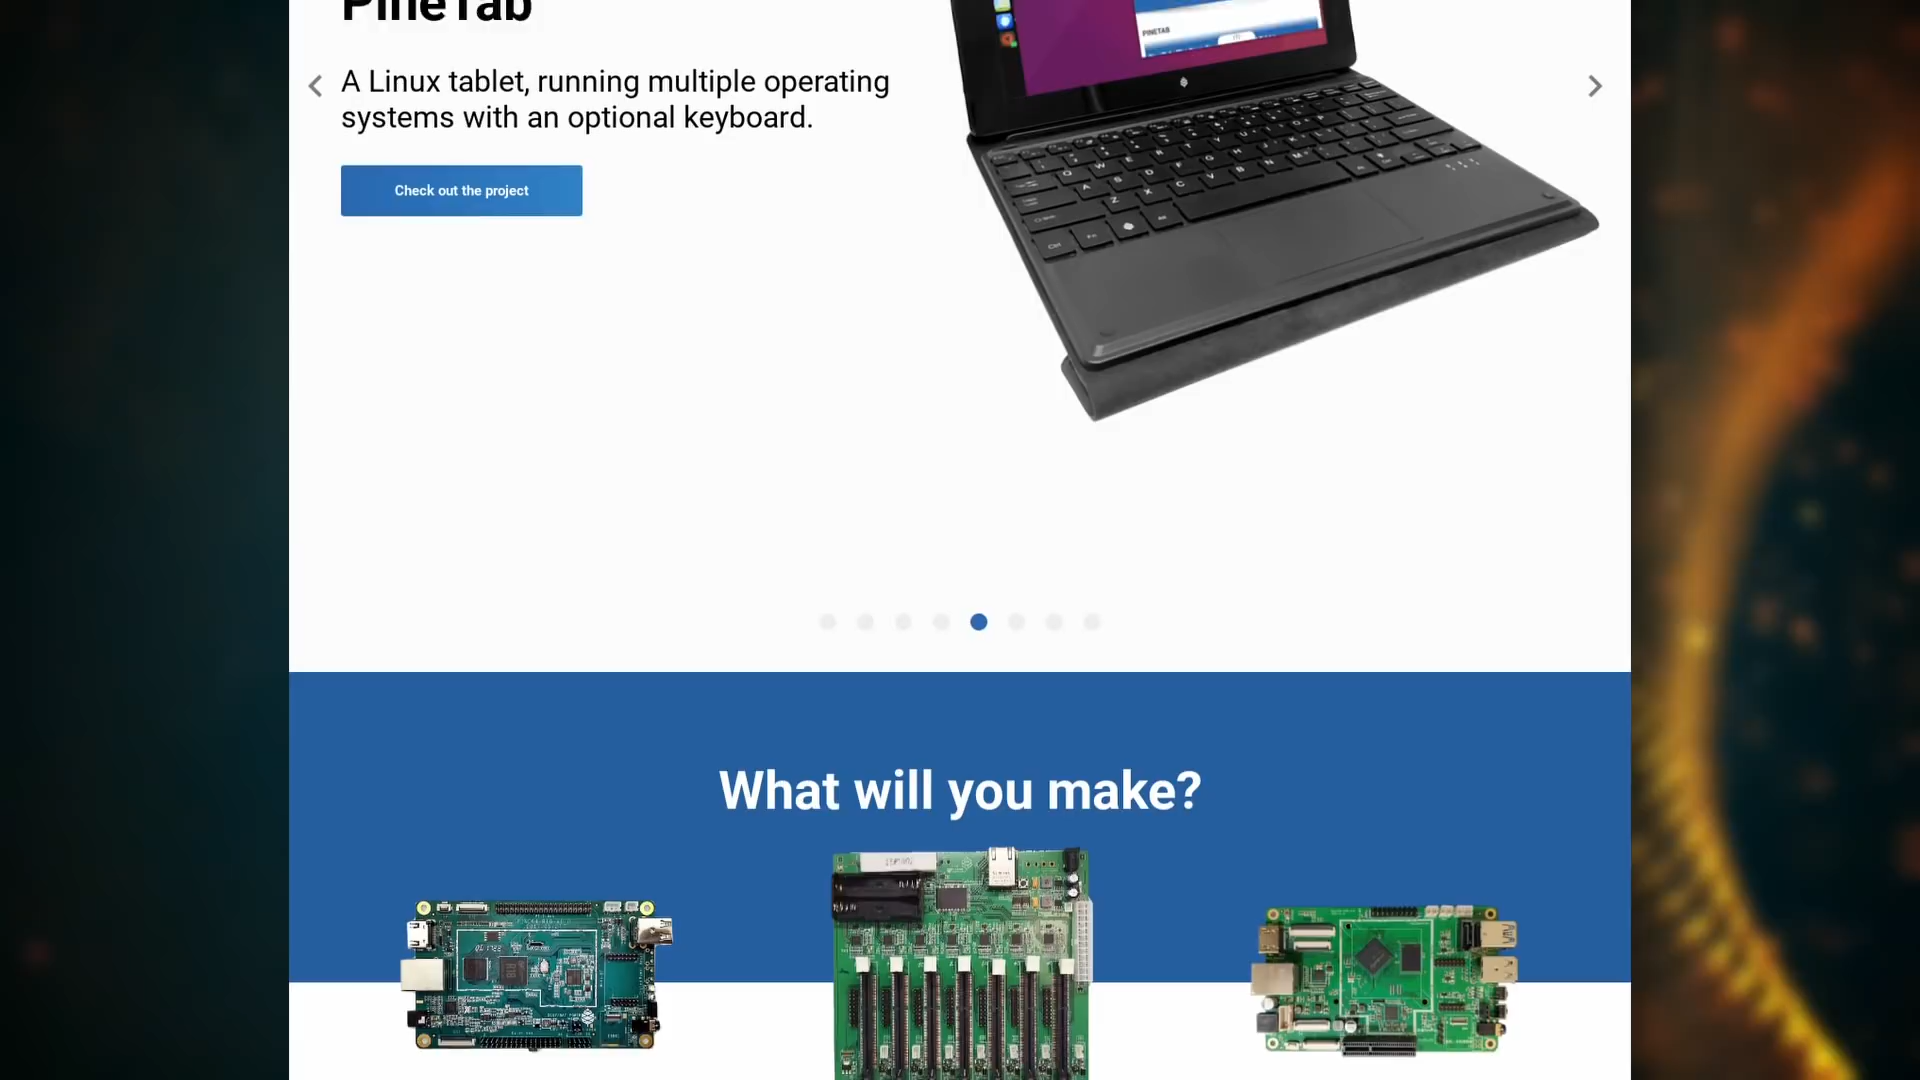 PineTab
A Linux tablet, running multiple operating
systems with an optional keyboard.
Check out the project
PINETAB
What will you make?